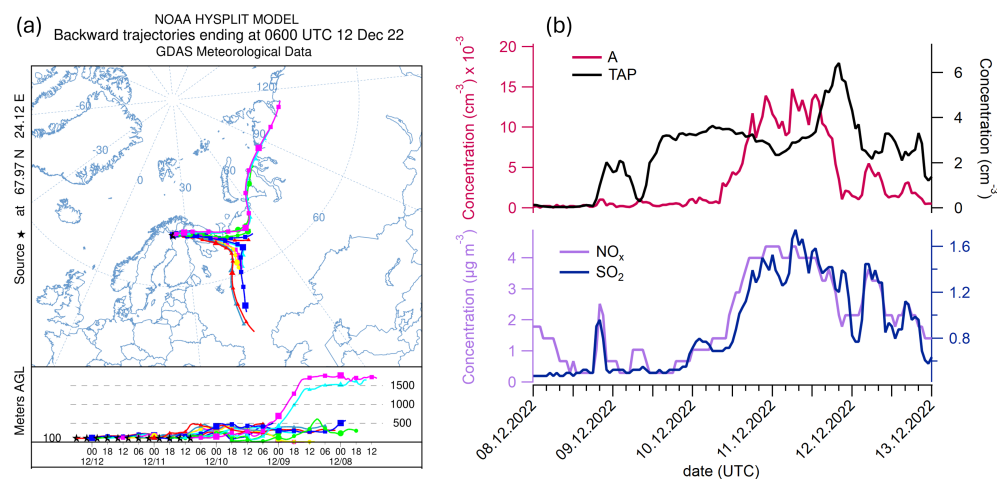 (a)
NOAA HYSPLIT MODEL
Backward trajectories ending at 0600 UTC 12 Dec 22
GDAS Meteorological Data
Source ★ at 67.97 N 24.12 E
120
-60
90
-30
0
30
60
Meters AGL
1500
1000
500
100
00 18 12 06 00 18 12 06 00 18 12 06 00 18 12 06 00 18 12
12/12 12/11 12/10 12/09 12/08
(b)
A
TAP
Concentration (cm⁻³) x 10⁻³
20
15
10
5
0
Concentration (cm⁻³)
6
4
2
0
NOₓ
SO₂
Concentration (µg m⁻³)
4
3
2
1
0
1.6
1.2
0.8
08.12.2022
09.12.2022
10.12.2022
11.12.2022
12.12.2022
13.12.2022
date (UTC)